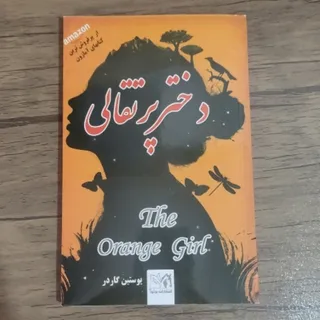 amazon
از پرفروش ترین
کتابهای آمازون
دختر پرتقالی
The
Orange Girl
یوستین گاردر